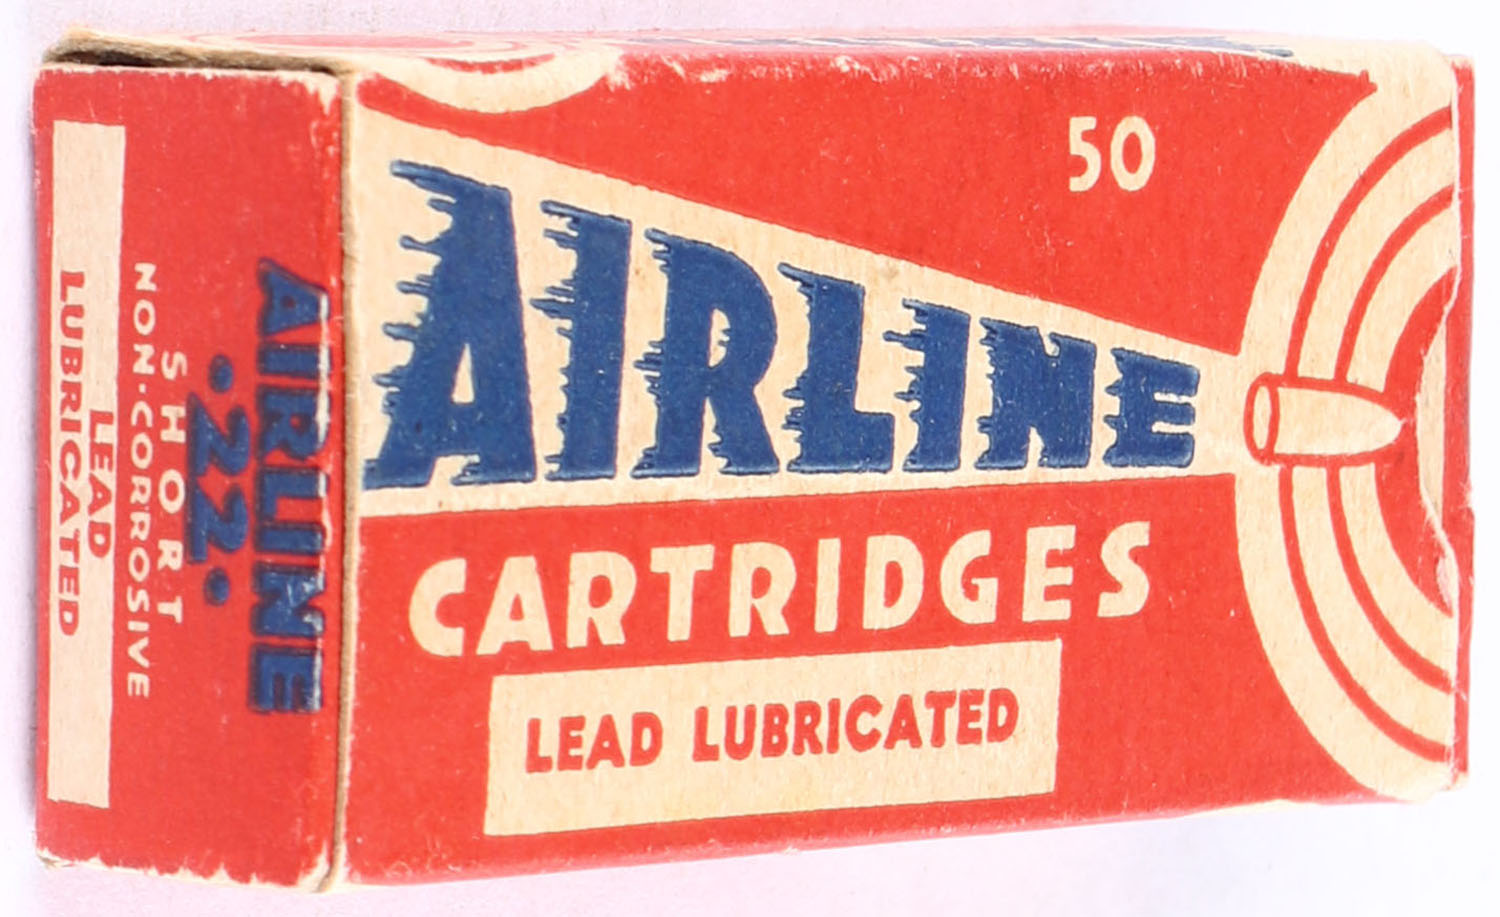 50
AIRLINE
CARTRIDGES
LEAD LUBRICATED
AIRLINE
.22.
SHORT
NON-CORROSIVE
LEAD
LUBRICATED